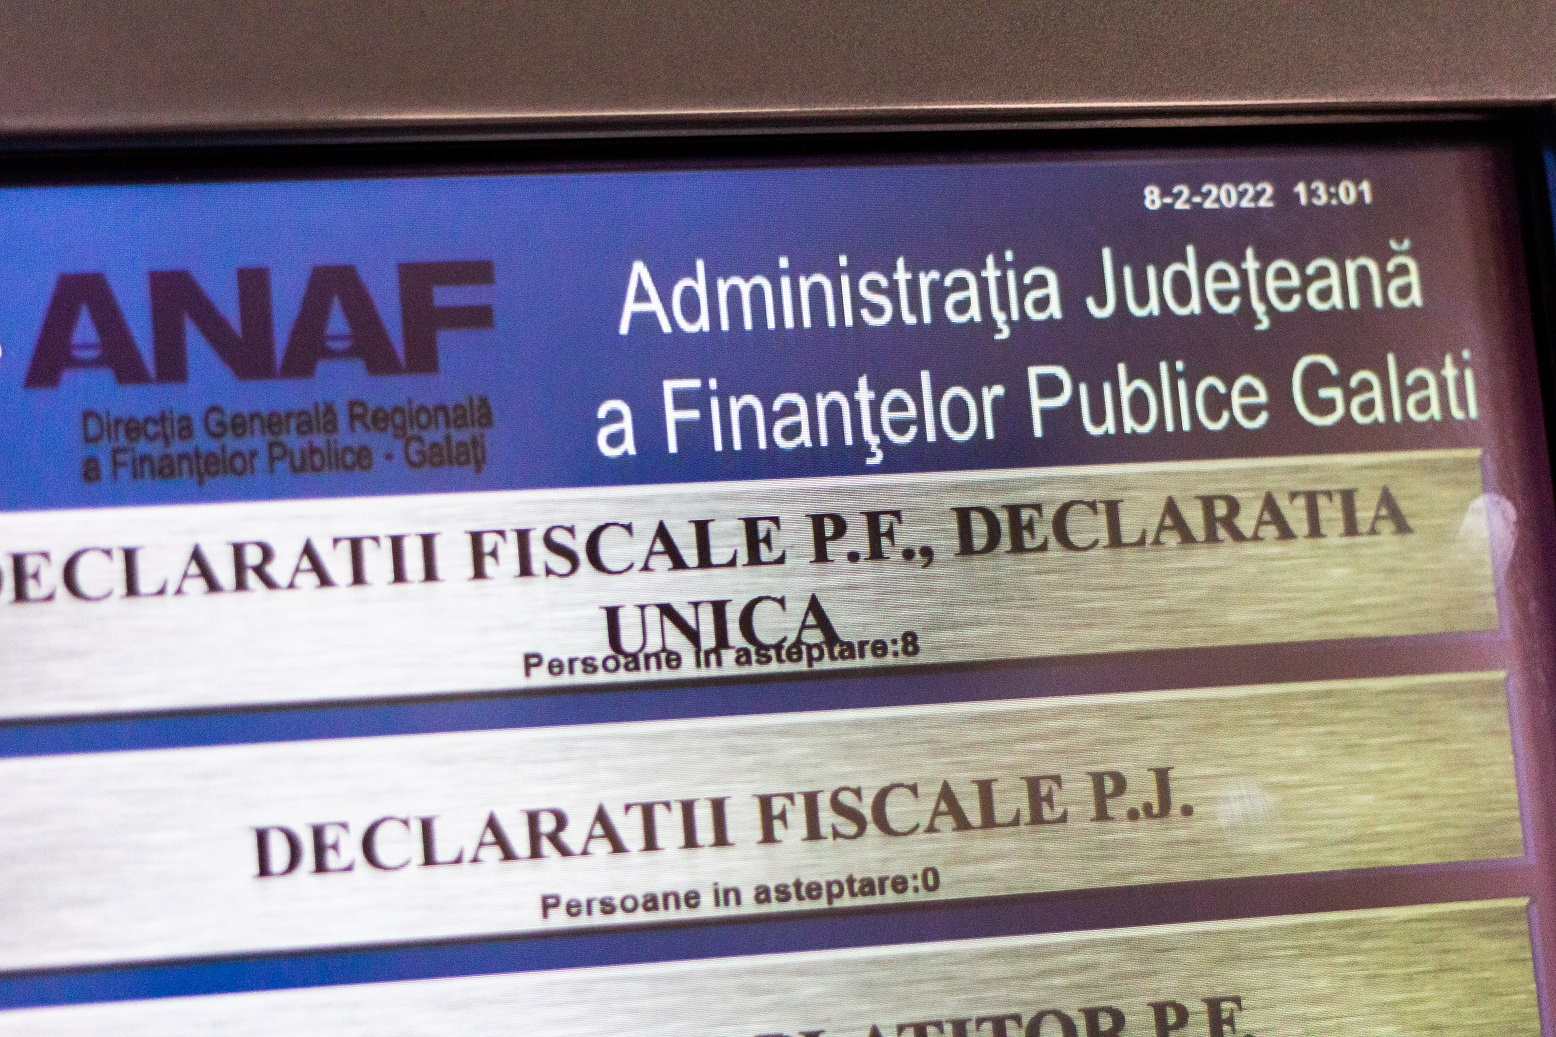 8-2-2022 13:01
ANAF
Direcţia Generală Regională
a Finanţelor Publice - Galaţi
Administraţia Judeţeană
a Finanţelor Publice Galati
DECLARATII FISCALE P.F., DECLARATIA
UNICA
Persoane in asteptare:8
DECLARATII FISCALE P.J.
Persoane in asteptare:0
P.F.